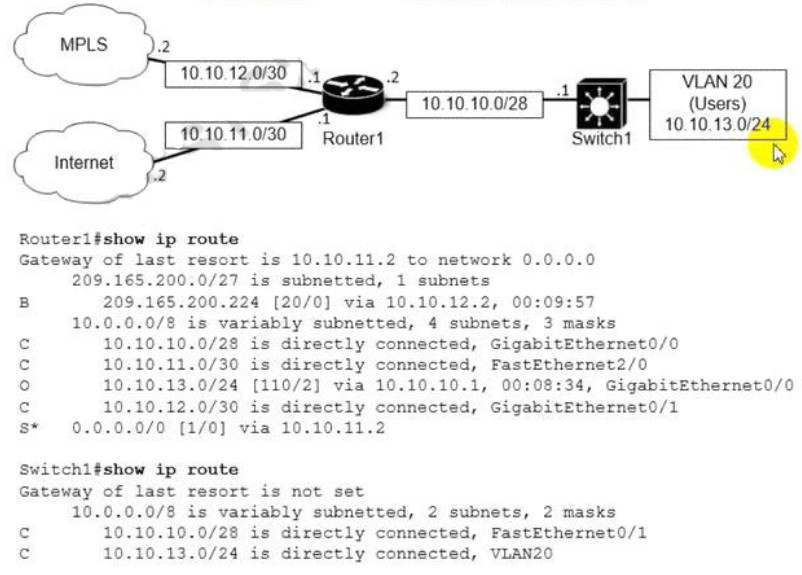 MPLS
.2
10.10.12.0/30
.1
.2
10.10.10.0/28
.1
VLAN 20
(Users)
10.10.13.0/24
10.10.11.0/30
.1
Router1
Switch1
Internet
.2
Router1#show ip route
Gateway of last resort is 10.10.11.2 to network 0.0.0.0
209.165.200.0/27 is subnetted, 1 subnets
B 209.165.200.224 [20/0] via 10.10.12.2, 00:09:57
10.0.0.0/8 is variably subnetted, 4 subnets, 3 masks
C 10.10.10.0/28 is directly connected, GigabitEthernet0/0
C 10.10.11.0/30 is directly connected, FastEthernet2/0
O 10.10.13.0/24 [110/2] via 10.10.10.1, 00:08:34, GigabitEthernet0/0
C 10.10.12.0/30 is directly connected, GigabitEthernet0/1
S* 0.0.0.0/0 [1/0] via 10.10.11.2
Switch1#show ip route
Gateway of last resort is not set
10.0.0.0/8 is variably subnetted, 2 subnets, 2 masks
C 10.10.10.0/28 is directly connected, FastEthernet0/1
C 10.10.13.0/24 is directly connected, VLAN20